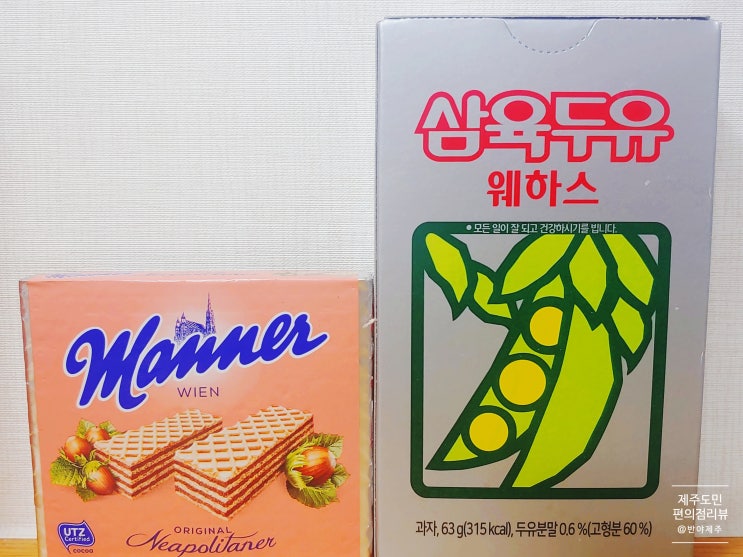 Manner
WIEN
UTZ
Certified
cocoa
ORIGINAL
Neapolitaner
삼육두유
웨하스
• 모든 일이 잘 되고 건강하시기를 빕니다.
과자, 63 g(315 kcal), 두유분말 0.6 %(고형분 60 %)
제주도민
편의점리뷰
@반아제주